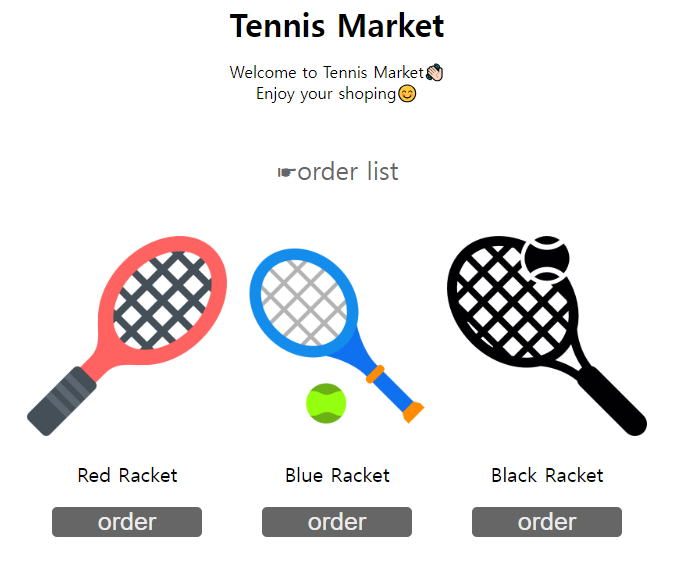 Tennis Market
Welcome to Tennis Market👏🏻
Enjoy your shoping😊
☛order list
Red Racket
Blue Racket
Black Racket
order
order
order